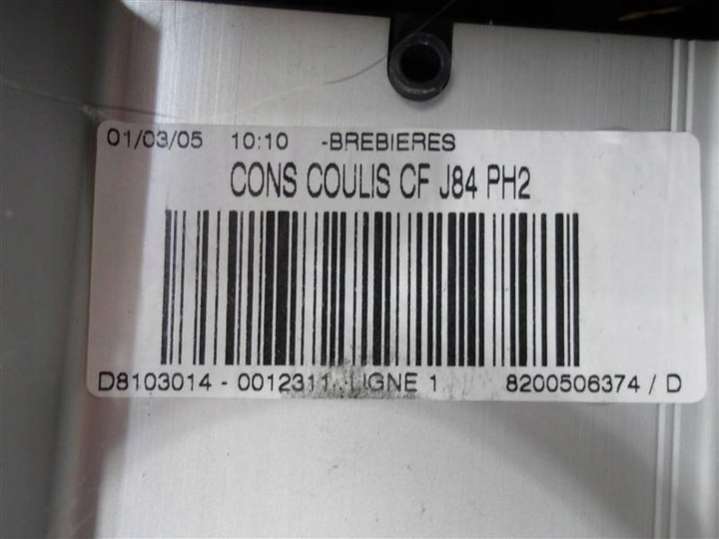 01/03/05 10:10 -BREBIERES
CONS COULIS CF J84 PH2
D8103014 - 0012311 LIGNE 1 8200506374 / D